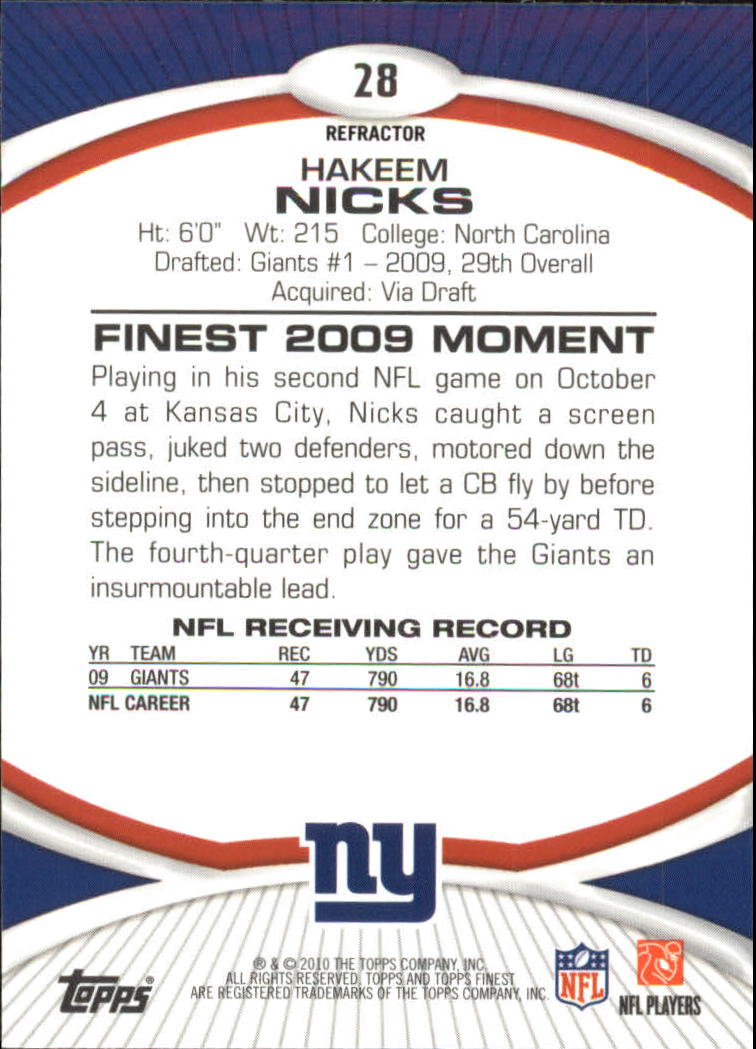 28
REFRACTOR
HAKEEM
NICKS
Ht: 6'0" Wt: 215 College: North Carolina
Drafted: Giants #1 – 2009, 29th Overall
Acquired: Via Draft
FINEST 2009 MOMENT
Playing in his second NFL game on October
4 at Kansas City, Nicks caught a screen
pass, juked two defenders, motored down the
sideline, then stopped to let a CB fly by before
stepping into the end zone for a 54-yard TD.
The fourth-quarter play gave the Giants an
insurmountable lead.
NFL RECEIVING RECORD
YR TEAM REC YDS AVG LG TD
09 GIANTS 47 790 16.8 68t 6
NFL CAREER 47 790 16.8 68t 6
ny
® & © 2010 THE TOPPS COMPANY, INC.
ALL RIGHTS RESERVED. TOPPS AND TOPPS FINEST
ARE REGISTERED TRADEMARKS OF THE TOPPS COMPANY, INC.
Topps®
NFL
NFL PLAYERS